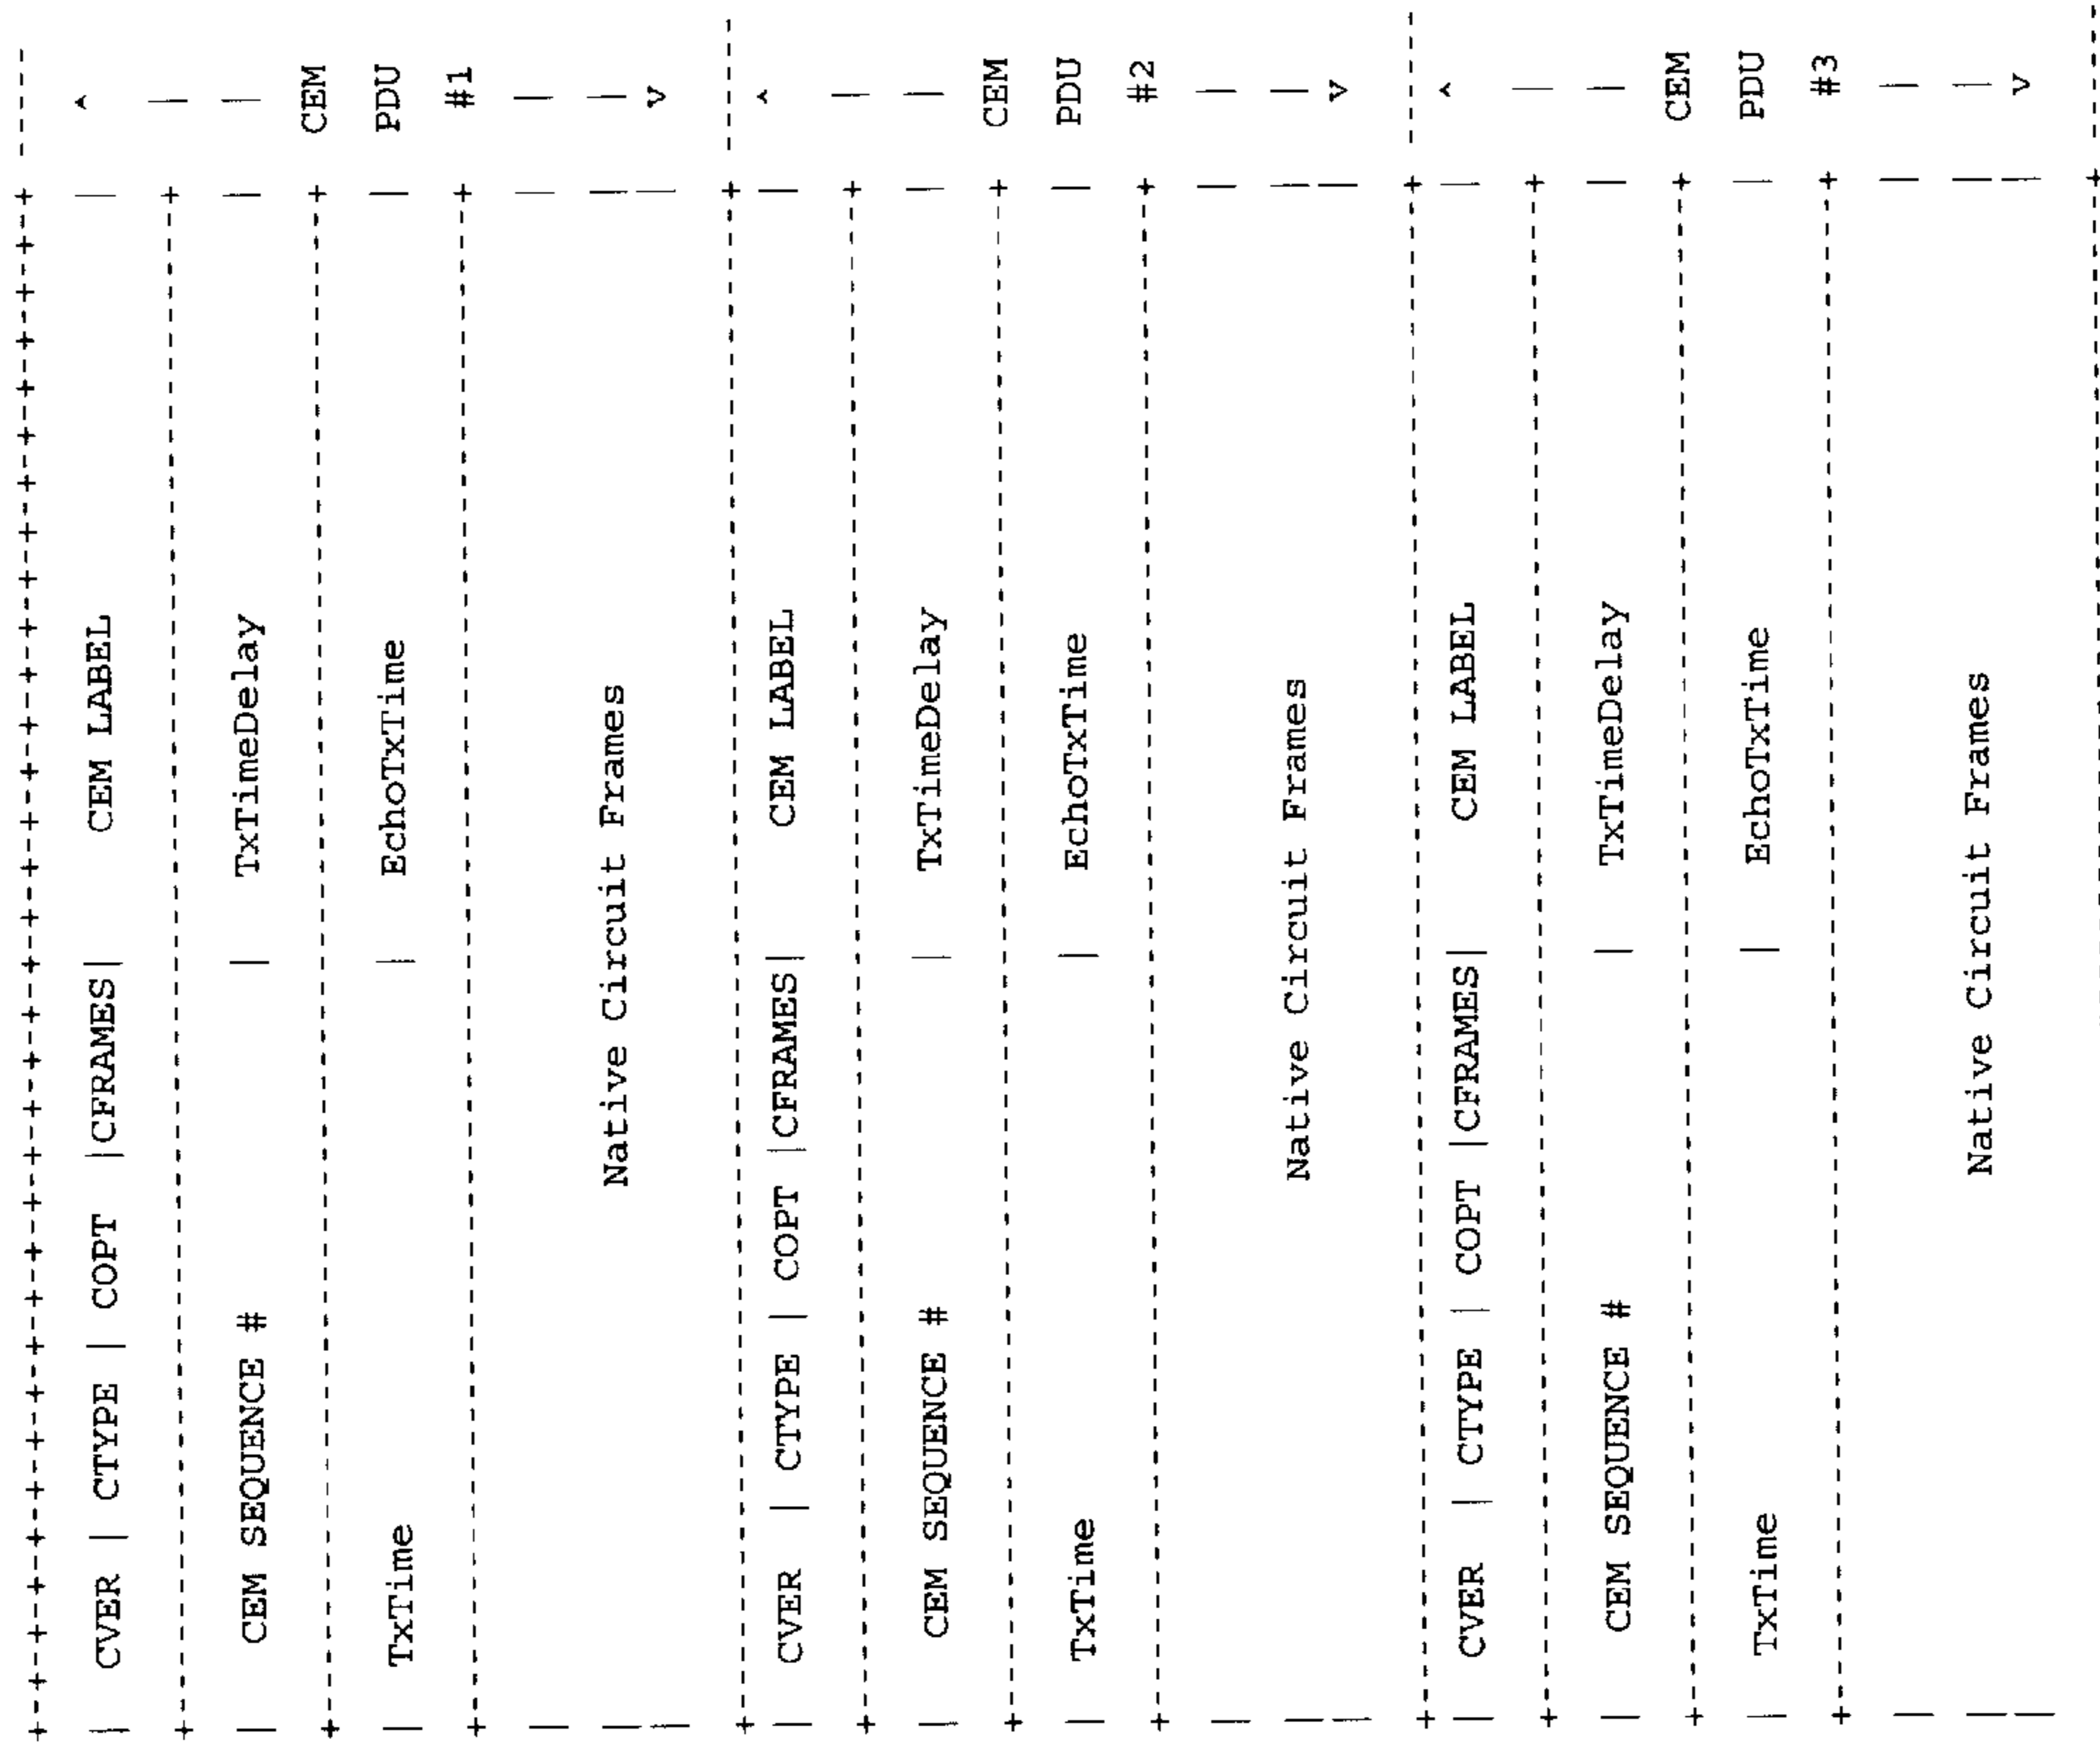 +-+-+-+-+-+-+-+-+-+-+-+-+-+-+-+-+-+-+-+-+-+-+-+-+-+-+-+-+-+-+-+-+ -----
| CVER | CTYPE | COPT |CFRAMES| CEM LABEL | ^
+---------------------------------------------------------------+ |
| CEM SEQUENCE # | TxTimeDelay | |
+---------------------------------------------------------------+ CEM
| TxTime | EchoTxTime | PDU
+---------------------------------------------------------------+ #1
| | |
| Native Circuit Frames | |
| | v
+---------------------------------------------------------------+ -----
| CVER | CTYPE | COPT |CFRAMES| CEM LABEL | ^
+---------------------------------------------------------------+ |
| CEM SEQUENCE # | TxTimeDelay | |
+---------------------------------------------------------------+ CEM
| TxTime | EchoTxTime | PDU
+---------------------------------------------------------------+ #2
| | |
| Native Circuit Frames | |
| | v
+---------------------------------------------------------------+ -----
| CVER | CTYPE | COPT |CFRAMES| CEM LABEL | ^
+---------------------------------------------------------------+ |
| CEM SEQUENCE # | TxTimeDelay | |
+---------------------------------------------------------------+ CEM
| TxTime | EchoTxTime | PDU
+---------------------------------------------------------------+ #3
| | |
| Native Circuit Frames | |
| | v
+---------------------------------------------------------------+ -----